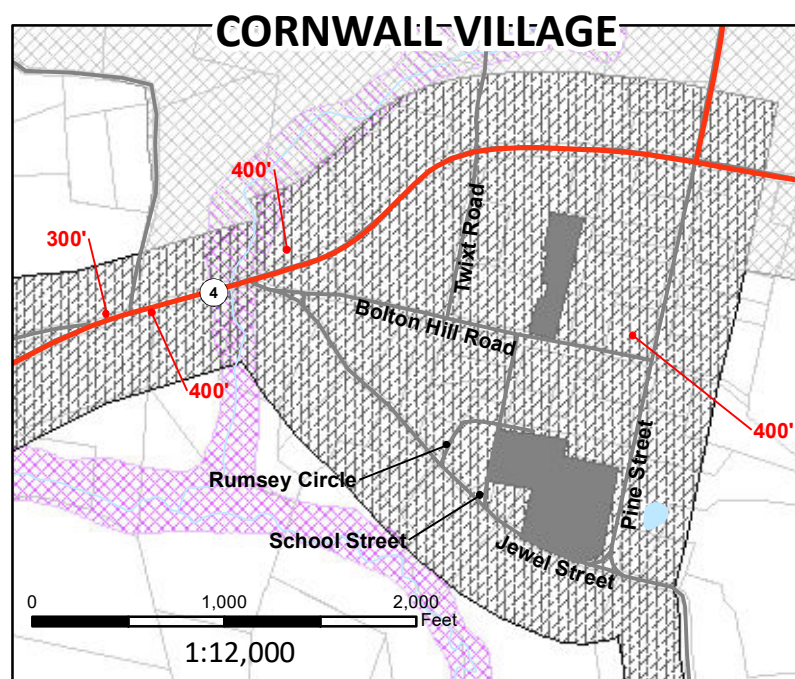 CORNWALL VILLAGE
400'
300'
Twixt Road
4
Bolton Hill Road
400'
400'
Rumsey Circle
Pine Street
School Street
Jewel Street
0 1,000 2,000
Feet
1:12,000